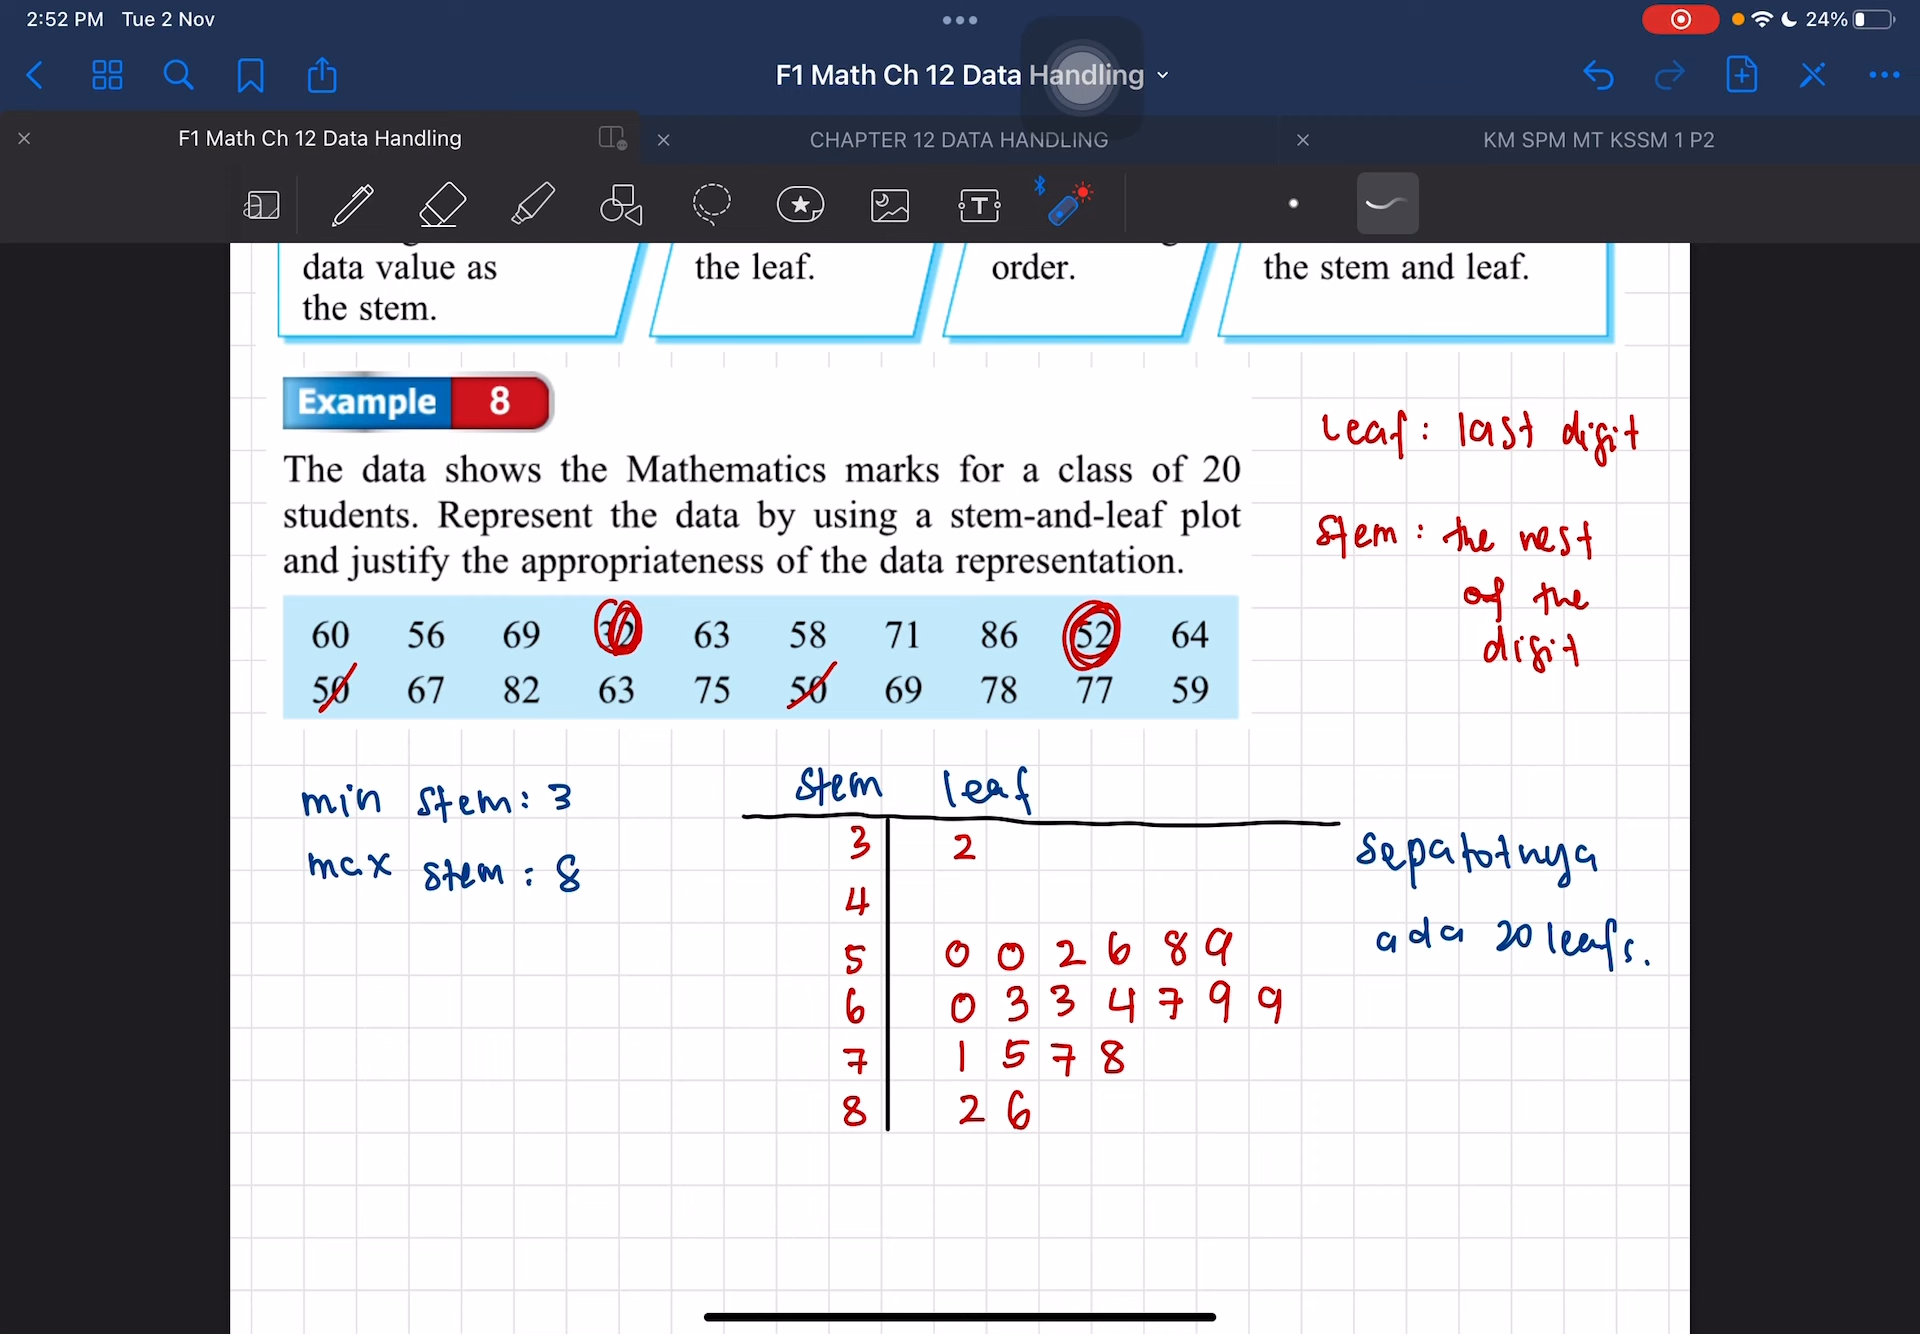 2:52 PM Tue 2 Nov
24%
F1 Math Ch 12 Data Handling
F1 Math Ch 12 Data Handling
CHAPTER 12 DATA HANDLING
KM SPM MT KSSM 1 P2
data value as
the stem.
the leaf.
order.
the stem and leaf.
Example 8
The data shows the Mathematics marks for a class of 20
students. Represent the data by using a stem-and-leaf plot
and justify the appropriateness of the data representation.
60 56 69 32 63 58 71 86 52 64
50 67 82 63 75 50 69 78 77 59
Leaf: last digit
Stem: the rest
of the
digit
min stem: 3
max stem: 8
Stem leaf
3 2
4
5 0 0 2 6 8 9
6 0 3 3 4 7 9 9
7 1 5 7 8
8 2 6
sepatotnya
ada 20 leafs.